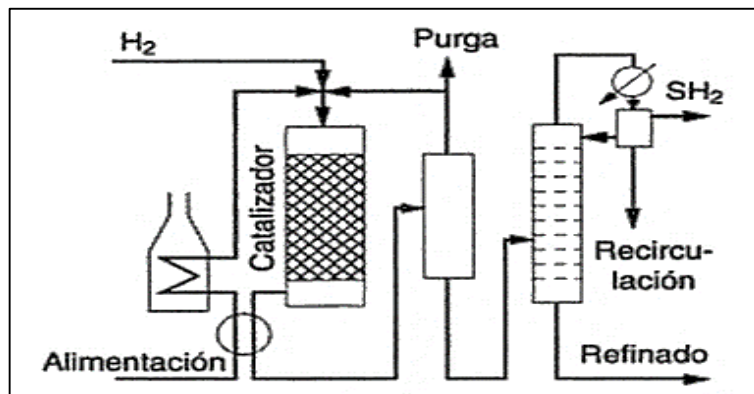 H₂
Purga
SH₂
Catalizador
Recircu-
lación
Alimentación
Refinado